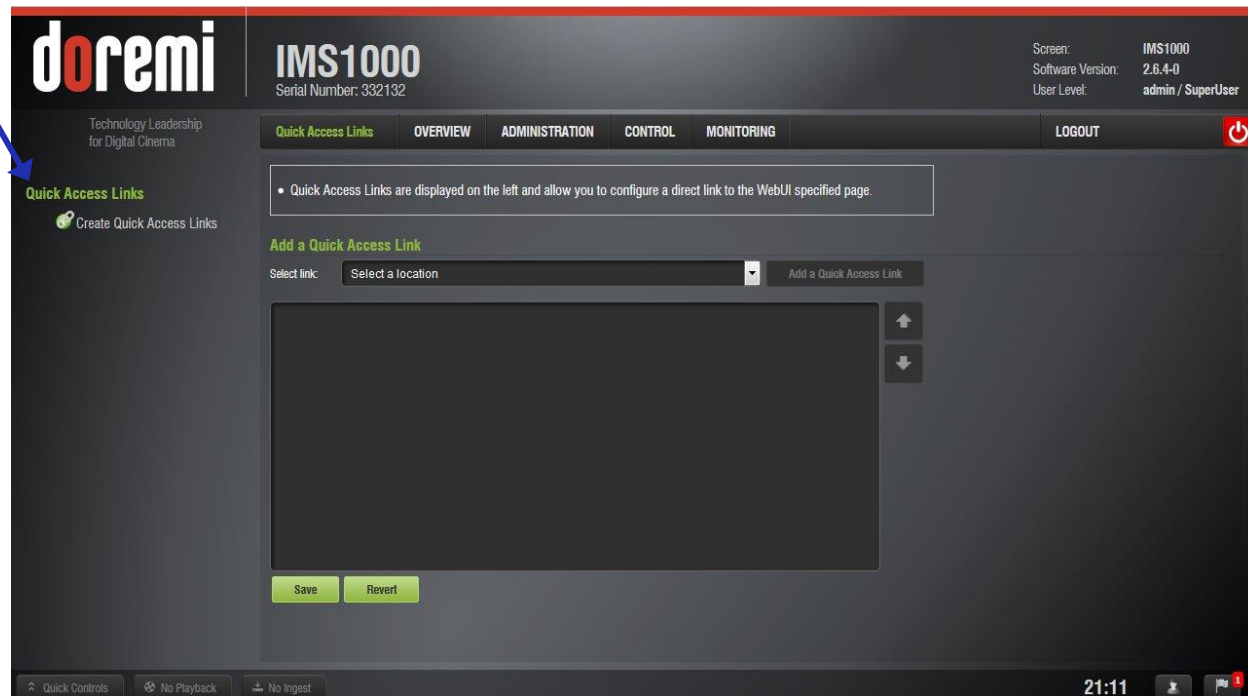 doremi
Technology Leadership
for Digital Cinema
IMS1000
Serial Number: 332132
Screen: IMS1000
Software Version: 2.6.4-0
User Level: admin / SuperUser
Quick Access Links OVERVIEW ADMINISTRATION CONTROL MONITORING LOGOUT
Quick Access Links
Create Quick Access Links
• Quick Access Links are displayed on the left and allow you to configure a direct link to the WebUI specified page.
Add a Quick Access Link
Select link: Select a location Add a Quick Access Link
Save Revert
Quick Controls No Playback No Ingest 21:11 1